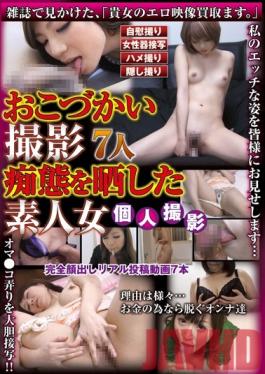 雑誌で見かけた、「貴女のエロ映像買取ます。」
自慰撮り
女性器接写
ハメ撮り
隠し撮り
私のエッチな姿を皆様にお見せします…
おこづかい
撮影 7人
痴態を晒した
素人女 個人撮影
完全顔出しリアル投稿動画7本
オマ●コ弄りを大胆接写!!
理由は様々…
お金の為なら脱ぐオンナ達